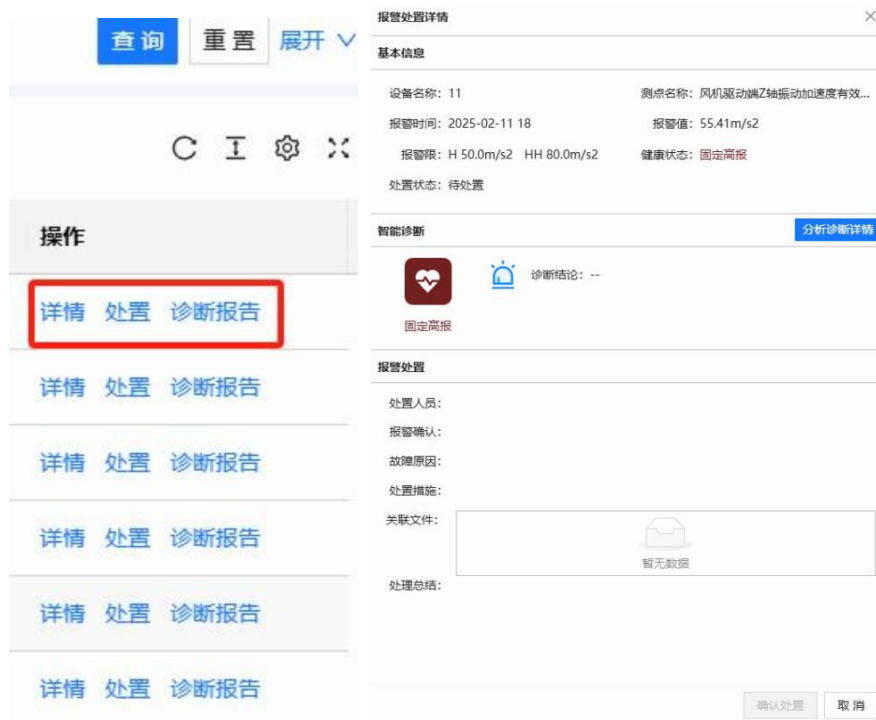 查询 重置 展开
操作
详情 处置 诊断报告
详情 处置 诊断报告
详情 处置 诊断报告
详情 处置 诊断报告
详情 处置 诊断报告
详情 处置 诊断报告
报警处置详情
基本信息
设备名称：11 测点名称：风机驱动端Z轴振动加速度有效...
报警时间：2025-02-11 18 报警值：55.41m/s2
报警限：H 50.0m/s2 HH 80.0m/s2 健康状态：固定高报
处置状态：待处置
智能诊断 分析诊断详情
诊断结论：--
固定高报
报警处置
处置人员：
报警确认：
故障原因：
处置措施：
关联文件：
暂无数据
处理总结：
确认处置 取消